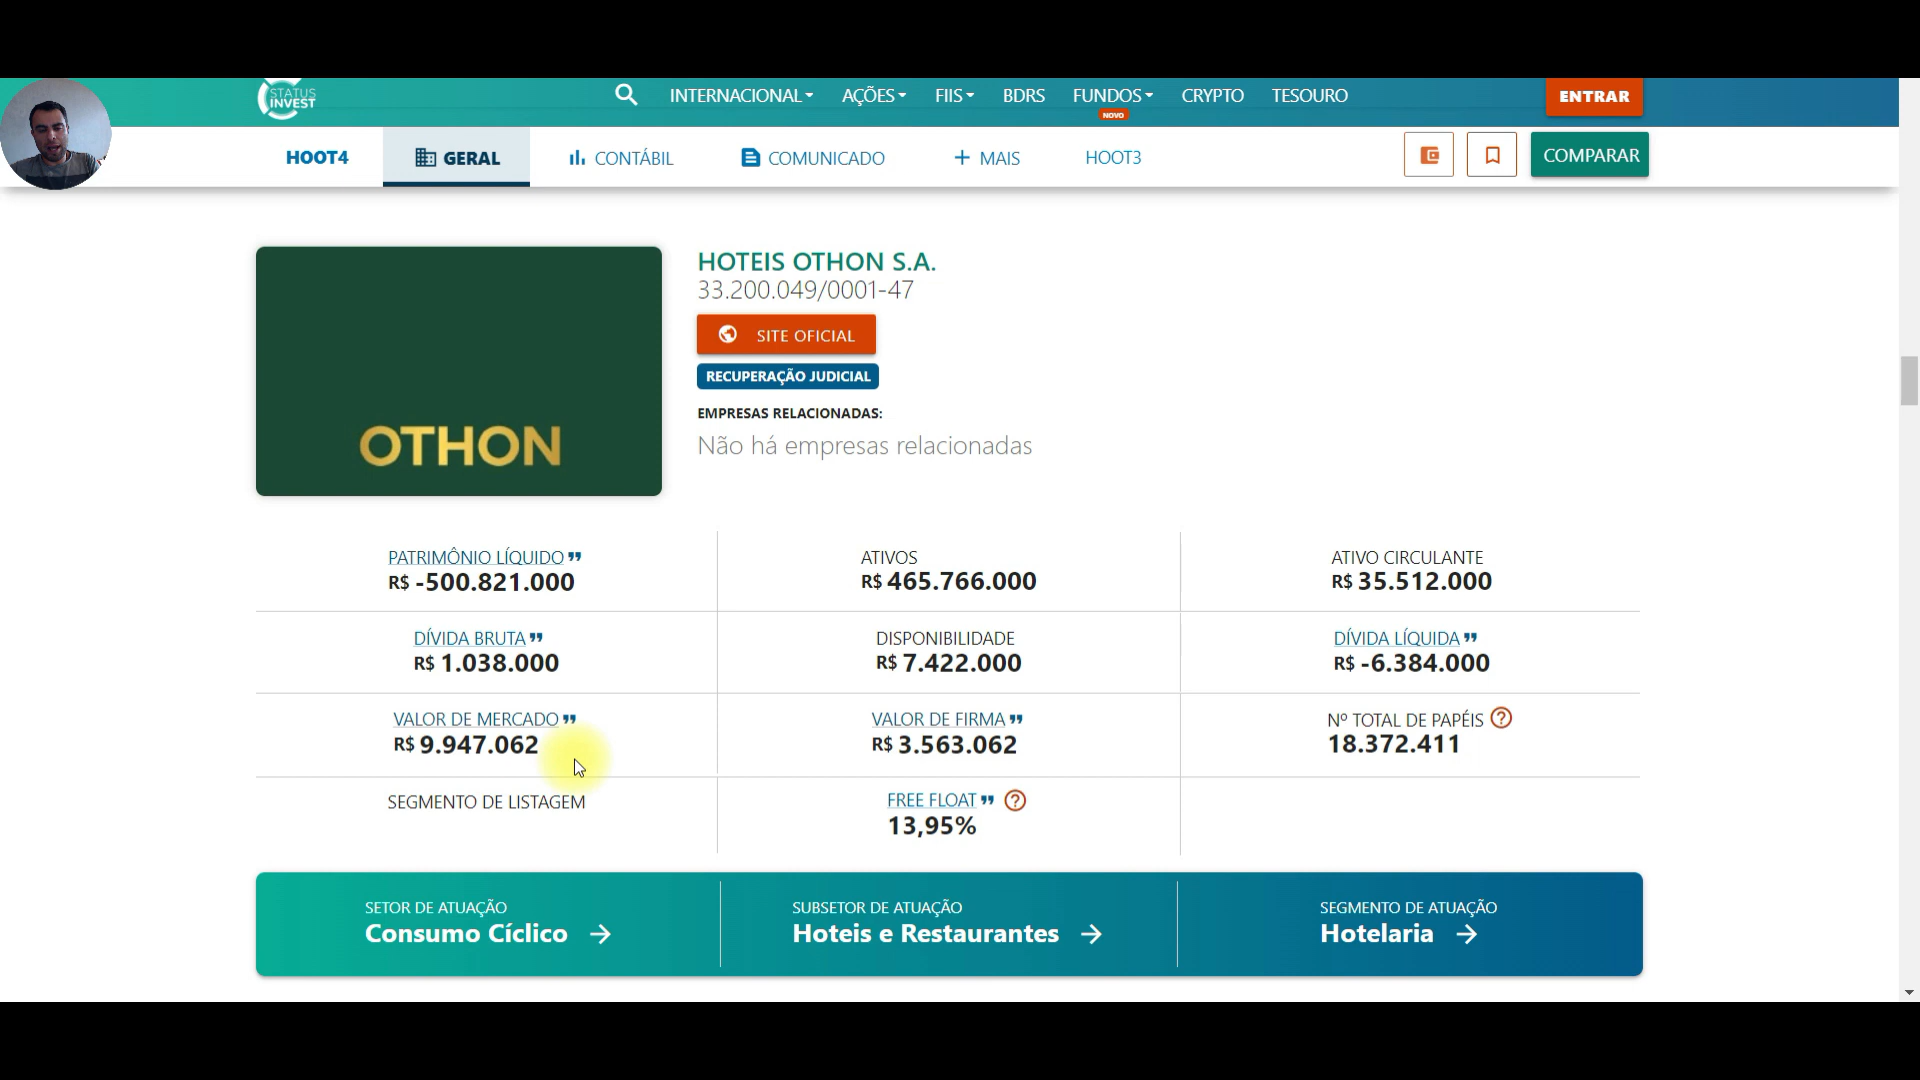 STATUS
INVEST
INTERNACIONAL
AÇÕES
FIIS
BDRS
FUNDOS
NOVO
CRYPTO
TESOURO
ENTRAR
HOOT4
GERAL
CONTÁBIL
COMUNICADO
MAIS
HOOT3
COMPARAR
OTHON
HOTEIS OTHON S.A.
33.200.049/0001-47
SITE OFICIAL
RECUPERAÇÃO JUDICIAL
EMPRESAS RELACIONADAS:
Não há empresas relacionadas
PATRIMÔNIO LÍQUIDO
R$ -500.821.000
ATIVOS
R$ 465.766.000
ATIVO CIRCULANTE
R$ 35.512.000
DÍVIDA BRUTA
R$ 1.038.000
DISPONIBILIDADE
R$ 7.422.000
DÍVIDA LÍQUIDA
R$ -6.384.000
VALOR DE MERCADO
R$ 9.947.062
VALOR DE FIRMA
R$ 3.563.062
Nº TOTAL DE PAPÉIS
18.372.411
SEGMENTO DE LISTAGEM
FREE FLOAT
13,95%
SETOR DE ATUAÇÃO
Consumo Cíclico
SUBSETOR DE ATUAÇÃO
Hoteis e Restaurantes
SEGMENTO DE ATUAÇÃO
Hotelaria